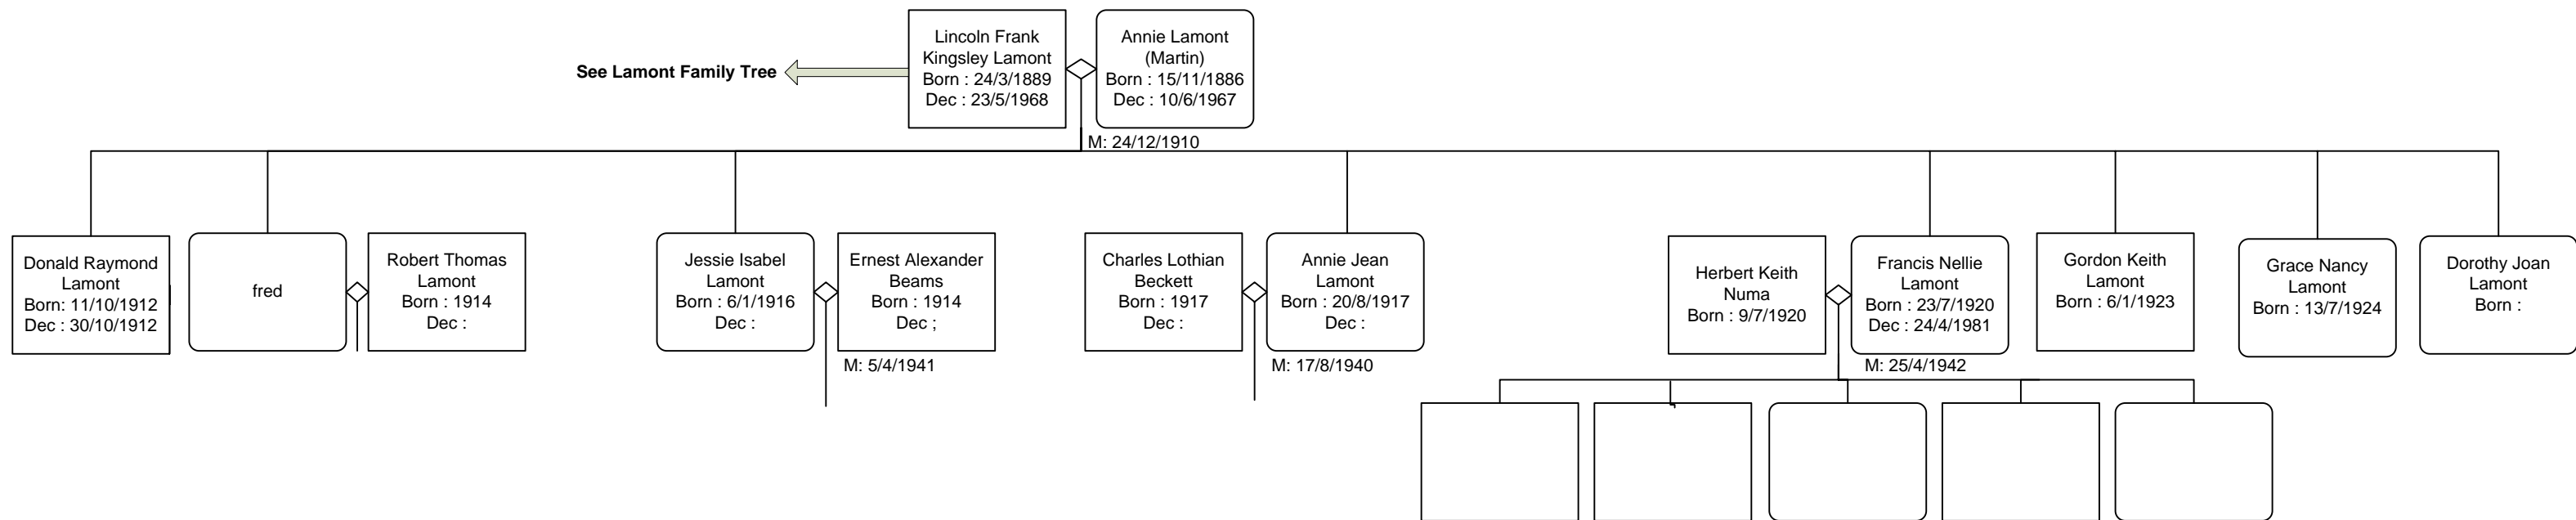 Lincoln Frank
Kingsley Lamont
Born : 24/3/1889
Dec : 23/5/1968
Annie Lamont
(Martin)
Born : 15/11/1886
Dec : 10/6/1967
See Lamont Family Tree
M: 24/12/1910
Donald Raymond
Lamont
Born: 11/10/1912
Dec : 30/10/1912
fred
Robert Thomas
Lamont
Born : 1914
Dec :
Jessie Isabel
Lamont
Born : 6/1/1916
Dec :
Ernest Alexander
Beams
Born : 1914
Dec ;
M: 5/4/1941
Charles Lothian
Beckett
Born : 1917
Dec :
Annie Jean
Lamont
Born : 20/8/1917
Dec :
M: 17/8/1940
Herbert Keith
Numa
Born : 9/7/1920
Francis Nellie
Lamont
Born : 23/7/1920
Dec : 24/4/1981
M: 25/4/1942
Gordon Keith
Lamont
Born : 6/1/1923
Grace Nancy
Lamont
Born : 13/7/1924
Dorothy Joan
Lamont
Born :